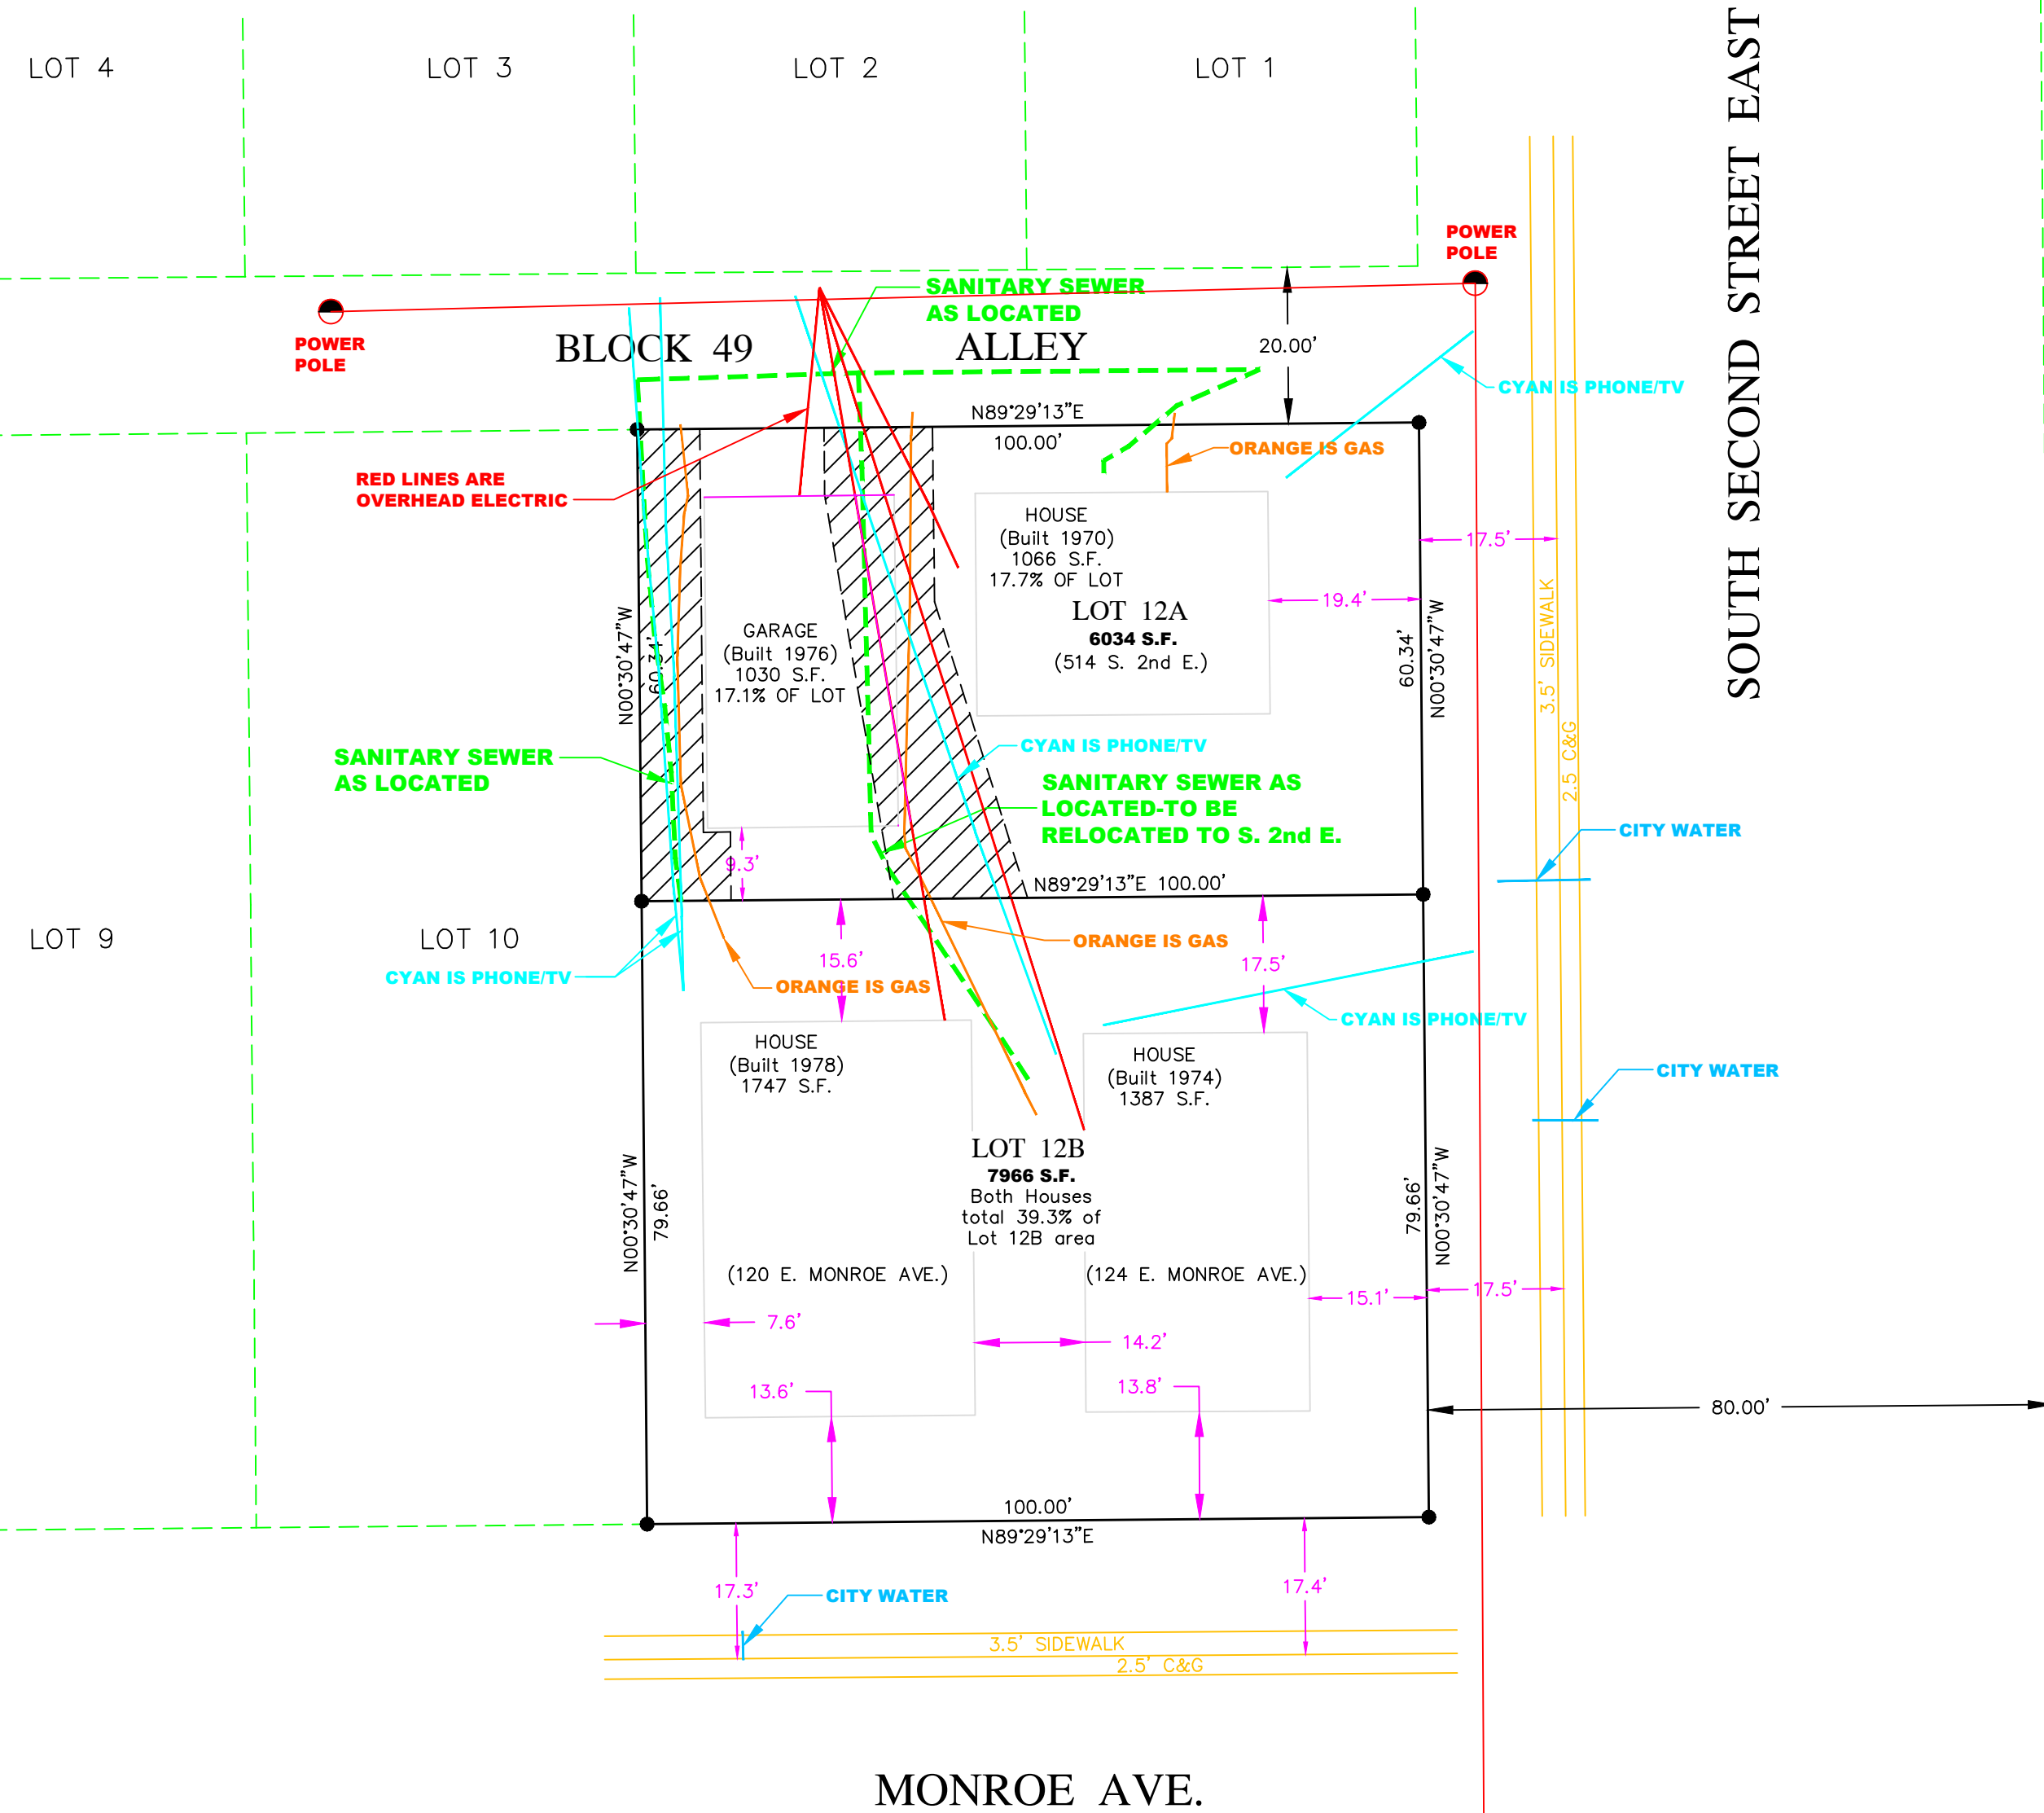 LOT 4
LOT 3
LOT 2
LOT 1
SOUTH SECOND STREET EAST
POWER
POLE
SANITARY SEWER
AS LOCATED
POWER
POLE
BLOCK 49
ALLEY
20.00'
CYAN IS PHONE/TV
N89°29'13"E
100.00'
ORANGE IS GAS
RED LINES ARE
OVERHEAD ELECTRIC
HOUSE
(Built 1970)
1066 S.F.
17.7% OF LOT
LOT 12A
6034 S.F.
(514 S. 2nd E.)
17.5'
19.4'
N00°30'47"W
60.34'
GARAGE
(Built 1976)
1030 S.F.
17.1% OF LOT
60.34'
N00°30'47"W
3.5' SIDEWALK
2.5 C&G
SANITARY SEWER
AS LOCATED
CYAN IS PHONE/TV
SANITARY SEWER AS
LOCATED-TO BE
RELOCATED TO S. 2nd E.
CITY WATER
9.3'
N89°29'13"E 100.00'
LOT 9
LOT 10
CYAN IS PHONE/TV
15.6'
ORANGE IS GAS
ORANGE IS GAS
17.5'
CYAN IS PHONE/TV
HOUSE
(Built 1978)
1747 S.F.
HOUSE
(Built 1974)
1387 S.F.
CITY WATER
LOT 12B
7966 S.F.
Both Houses
total 39.3% of
Lot 12B area
N00°30'47"W
79.66'
79.66'
N00°30'47"W
(120 E. MONROE AVE.)
(124 E. MONROE AVE.)
15.1'
17.5'
7.6'
14.2'
13.6'
13.8'
80.00'
100.00'
N89°29'13"E
17.3'
CITY WATER
17.4'
3.5' SIDEWALK
2.5' C&G
MONROE AVE.